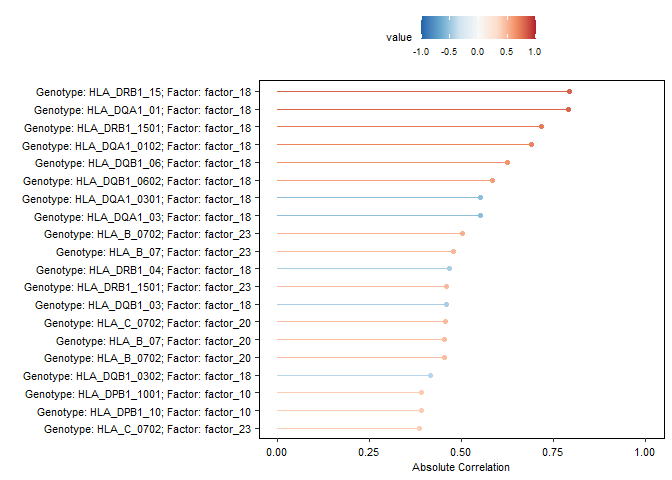 value
-1.0 -0.5 0.0 0.5 1.0
Genotype: HLA_DRB1_15; Factor: factor_18
Genotype: HLA_DQA1_01; Factor: factor_18
Genotype: HLA_DRB1_1501; Factor: factor_18
Genotype: HLA_DQA1_0102; Factor: factor_18
Genotype: HLA_DQB1_06; Factor: factor_18
Genotype: HLA_DQB1_0602; Factor: factor_18
Genotype: HLA_DQA1_0301; Factor: factor_18
Genotype: HLA_DQA1_03; Factor: factor_18
Genotype: HLA_B_0702; Factor: factor_23
Genotype: HLA_B_07; Factor: factor_23
Genotype: HLA_DRB1_04; Factor: factor_18
Genotype: HLA_DRB1_1501; Factor: factor_23
Genotype: HLA_DQB1_03; Factor: factor_18
Genotype: HLA_C_0702; Factor: factor_20
Genotype: HLA_B_07; Factor: factor_20
Genotype: HLA_B_0702; Factor: factor_20
Genotype: HLA_DQB1_0302; Factor: factor_18
Genotype: HLA_DPB1_1001; Factor: factor_10
Genotype: HLA_DPB1_10; Factor: factor_10
Genotype: HLA_C_0702; Factor: factor_23
0.00 0.25 0.50 0.75 1.00
Absolute Correlation